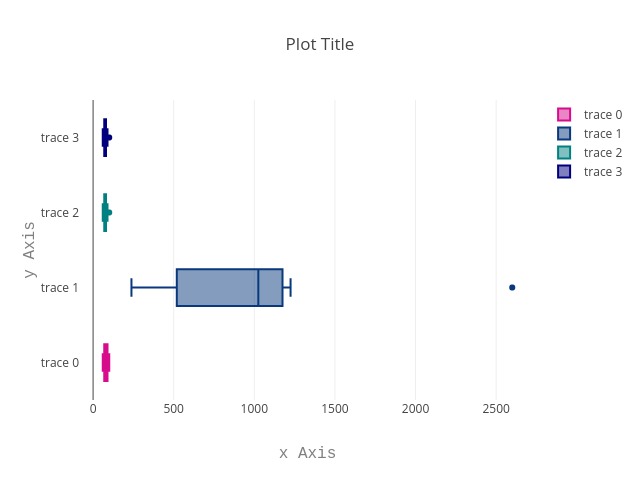 Plot Title
trace 3
trace 2
trace 1
trace 0
y Axis
0 500 1000 1500 2000 2500
x Axis
trace 0
trace 1
trace 2
trace 3